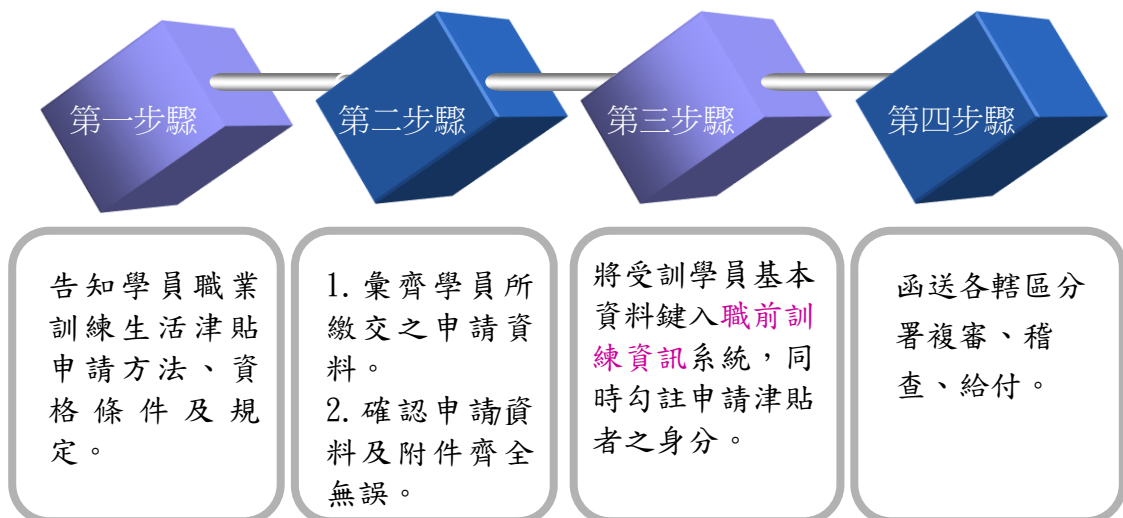 第一步驟
第二步驟
第三步驟
第四步驟
告知學員職業
訓練生活津貼
申請方法、資
格條件及規
定。
1. 彙齊學員所
繳交之申請資
料。
2. 確認申請資
料及附件齊全
無誤。
將受訓學員基本
資料鍵入職前訓
練資訊系統，同
時勾註申請津貼
者之身分。
函送各轄區分
署複審、稽
查、給付。